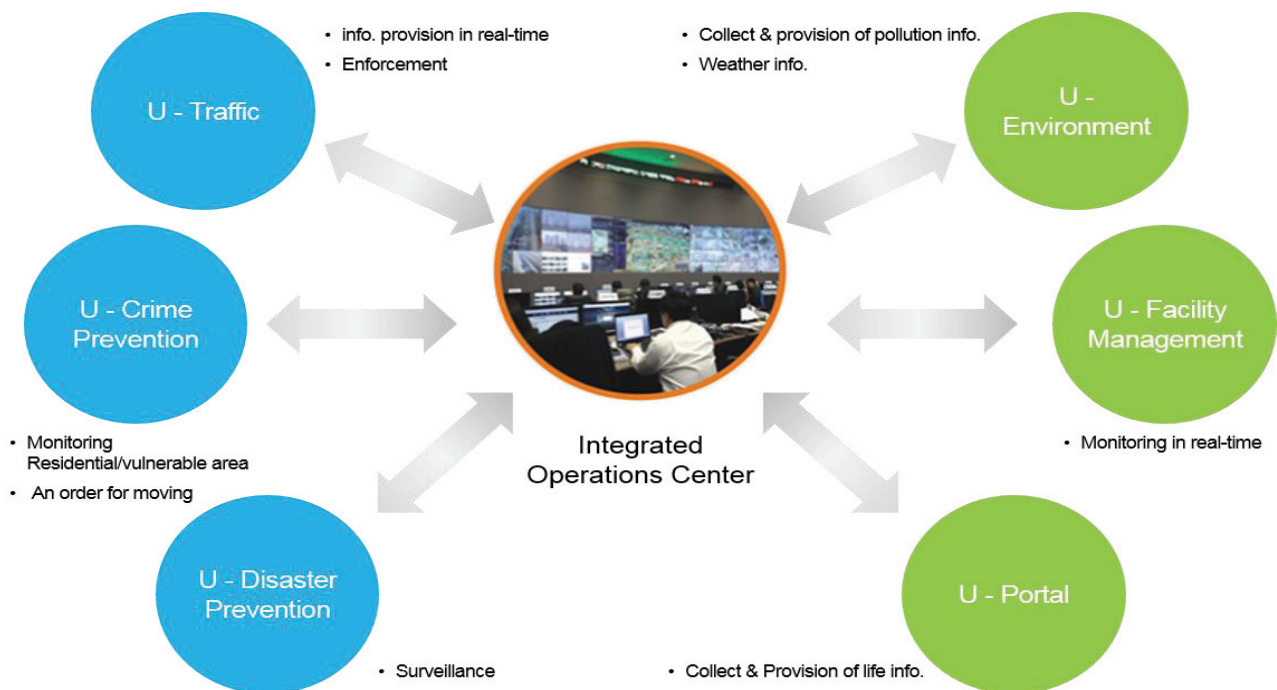 • info. provision in real-time
• Enforcement
• Collect & provision of pollution info.
• Weather info.
U - Traffic
U -
Environment
U - Crime
Prevention
U - Facility
Management
Integrated
Operations Center
• Monitoring
Residential/vulnerable area
• An order for moving
• Monitoring in real-time
U - Disaster
Prevention
U - Portal
• Surveillance
• Collect & Provision of life info.